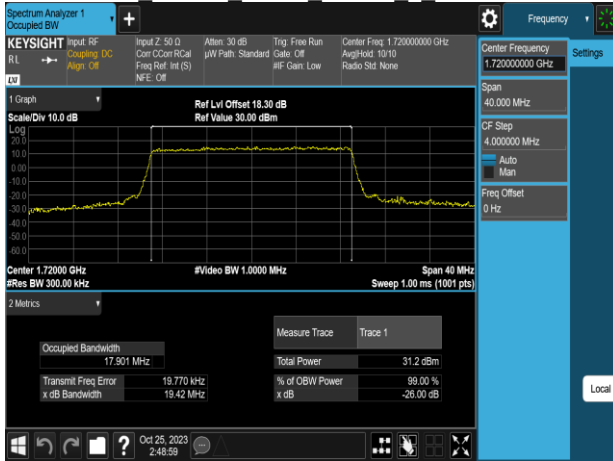 Spectrum Analyzer 1
Occupied BW
+
Frequency
KEYSIGHT
RL
LXI
Input: RF
Coupling: DC
Align: Off
Input Z: 50 Ω
Corr CCorr RCal
Freq Ref: Int (S)
NFE: Off
Atten: 30 dB
µW Path: Standard
Trig: Free Run
Gate: Off
#IF Gain: Low
Center Freq: 1.720000000 GHz
Avg|Hold: 10/10
Radio Std: None
Center Frequency
1.720000000 GHz
Settings
Span
40.000 MHz
CF Step
4.000000 MHz
Auto
Man
Freq Offset
0 Hz
Local
1 Graph
Scale/Div 10.0 dB
Ref Lvl Offset 18.30 dB
Ref Value 30.00 dBm
Log
20.0
10.0
0.00
-10.0
-20.0
-30.0
-40.0
-50.0
-60.0
Center 1.72000 GHz
#Res BW 300.00 kHz
#Video BW 1.0000 MHz
Span 40 MHz
Sweep 1.00 ms (1001 pts)
2 Metrics
Measure Trace Trace 1
Occupied Bandwidth
17.901 MHz
Total Power 31.2 dBm
Transmit Freq Error 19.770 kHz
% of OBW Power 99.00 %
x dB Bandwidth 19.42 MHz
x dB -26.00 dB
?
Oct 25, 2023
2:48:59